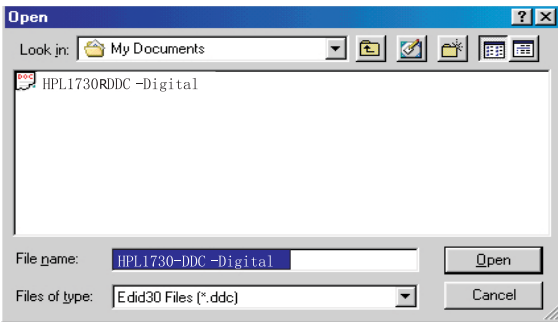 Open
Look in: My Documents
DOC HPL1730RDDC -Digital
File name: HPL1730-DDC -Digital Open
Files of type: Edid30 Files (*.ddc) Cancel